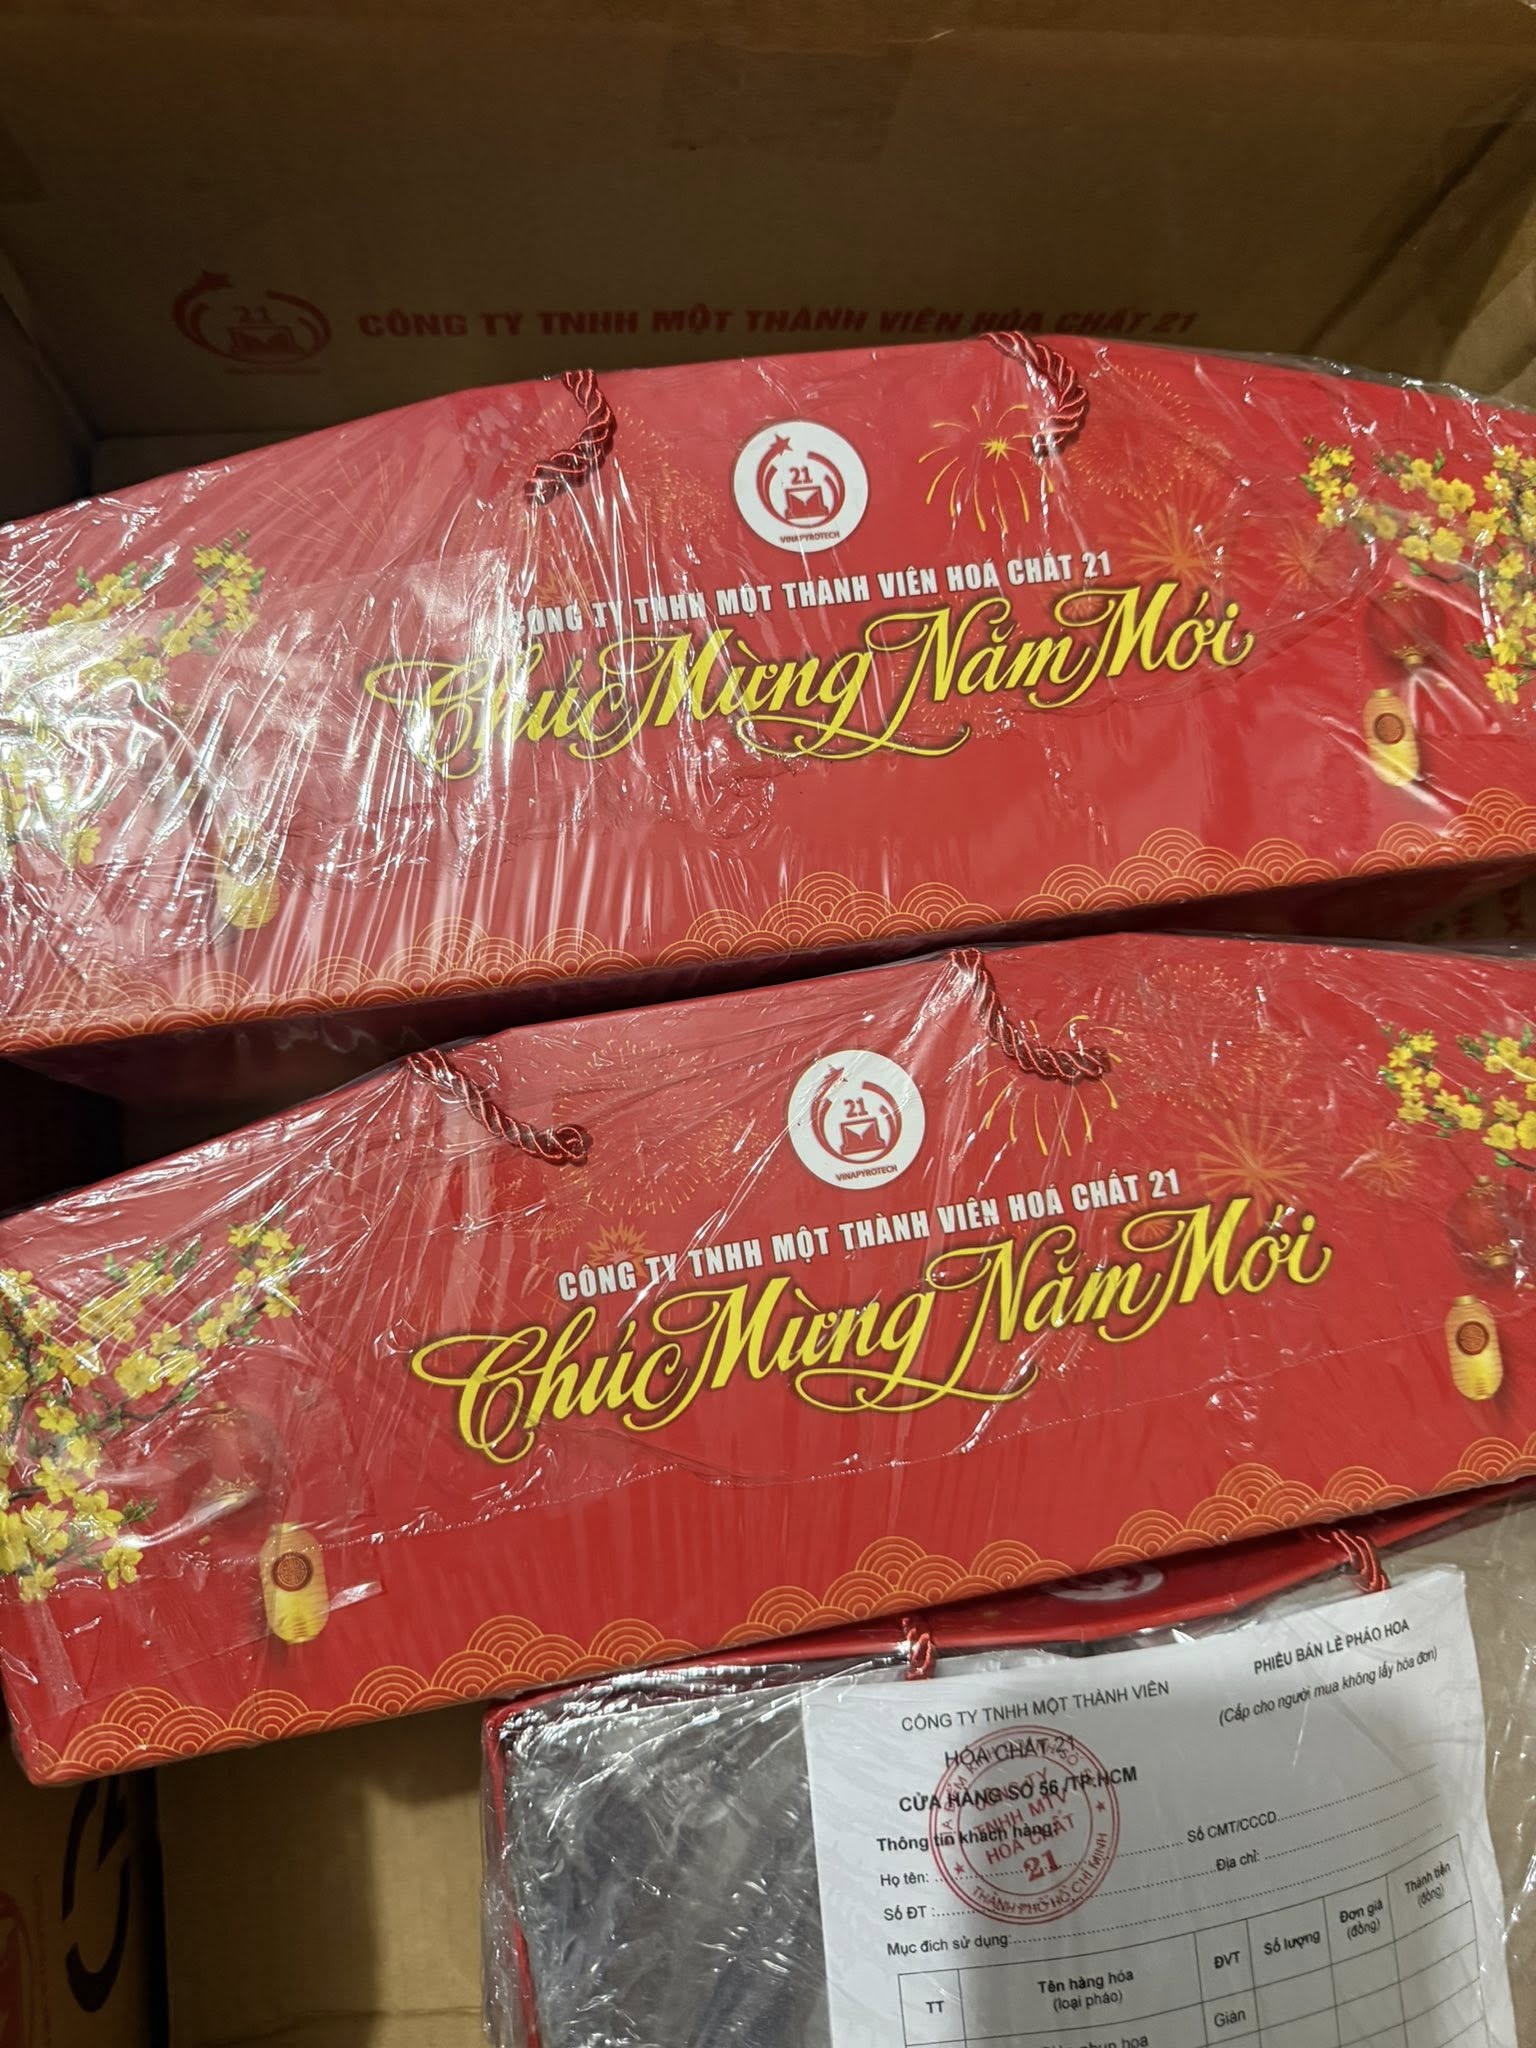 21
CÔNG TY TNHH MỘT THÀNH VIÊN HÓA CHẤT 21
21
VINAPYROTECH
CÔNG TY TNHH MỘT THÀNH VIÊN HOÁ CHẤT 21
Chúc Mừng Năm Mới
21
VINAPYROTECH
CÔNG TY TNHH MỘT THÀNH VIÊN HOÁ CHẤT 21
Chúc Mừng Năm Mới
PHIẾU BÁN LẺ PHÁO HOA
(Cấp cho người mua không lấy hóa đơn)
CÔNG TY TNHH MỘT THÀNH VIÊN
HÓA CHẤT 21
CỬA HÀNG SỐ 56 /TP.HCM
Thông tin khách hàng:
Họ tên: Số CMT/CCCD
Số ĐT : Địa chỉ:
Mục đích sử dụng:
CÔNG TY
TNHH MTV
HÓA CHẤT
21
THÀNH PHỐ HỒ CHÍ MINH
TT Tên hàng hóa (loại pháo) ĐVT Số lượng Đơn giá (đồng) Thành tiền (đồng)
Giàn
phun hoa